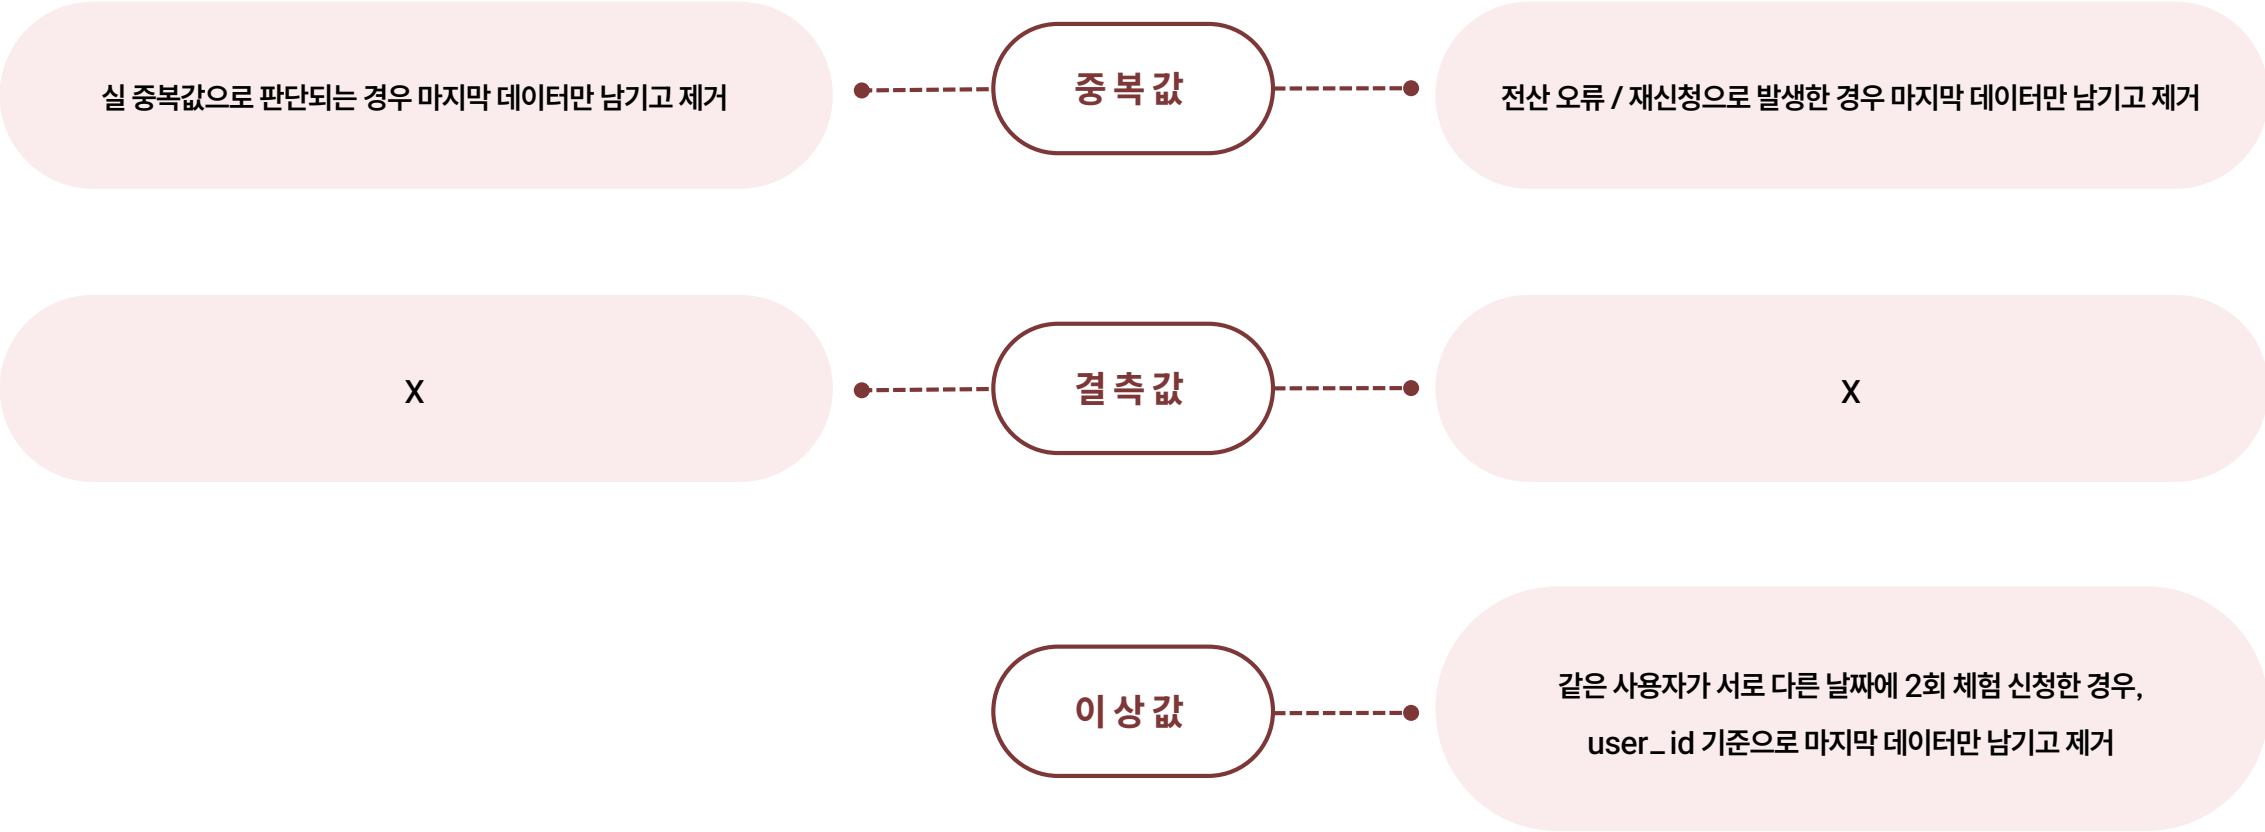 실 중복값으로 판단되는 경우 마지막 데이터만 남기고 제거
중복값
전산 오류 / 재신청으로 발생한 경우 마지막 데이터만 남기고 제거
X
결측값
X
이상값
같은 사용자가 서로 다른 날짜에 2회 체험 신청한 경우,
user_id 기준으로 마지막 데이터만 남기고 제거